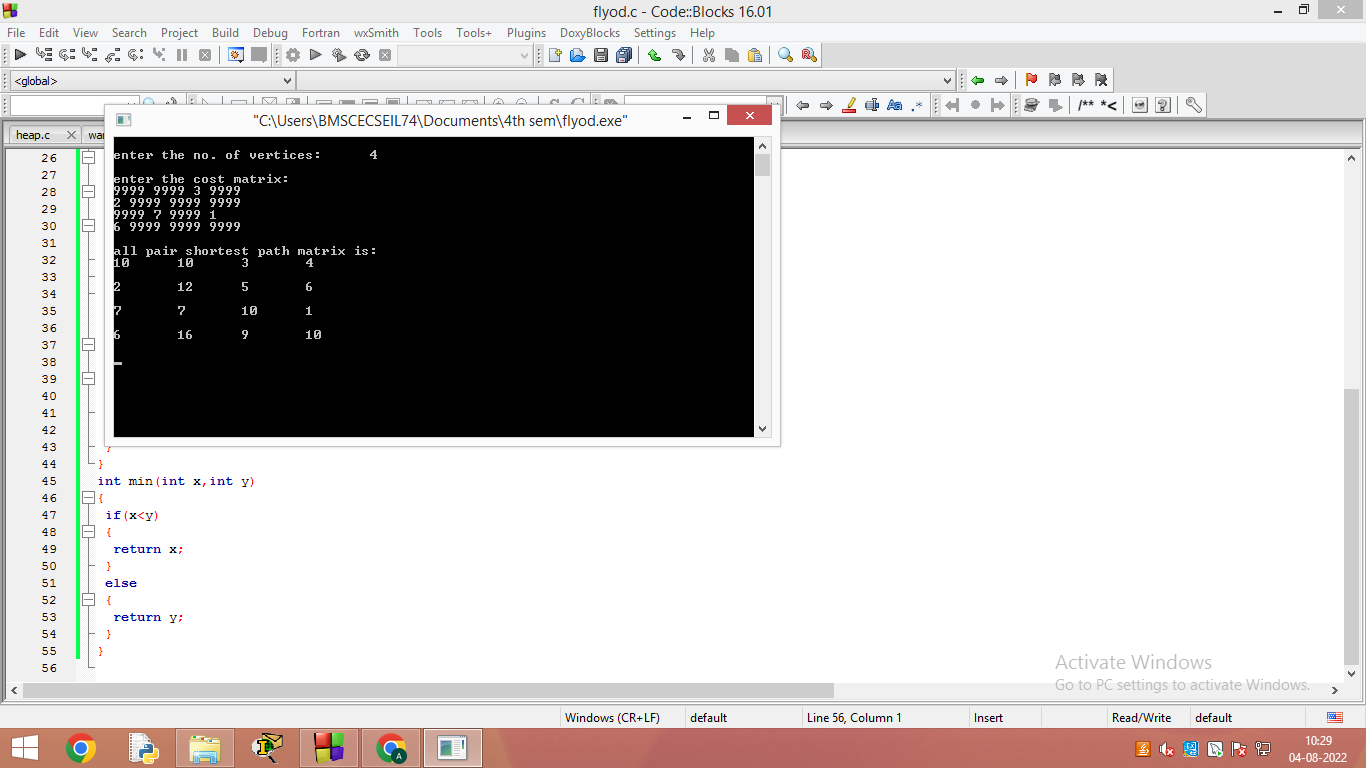 flyod.c - Code::Blocks 16.01
File Edit View Search Project Build Debug Fortran wxSmith Tools Tools+ Plugins DoxyBlocks Settings Help
<global>
/** *<
Aa .*
"C:\Users\BMSCECSEIL74\Documents\4th sem\flyod.exe"
heap.c
enter the no. of vertices: 4
enter the cost matrix:
9999 9999 3 9999
2 9999 9999 9999
9999 7 9999 1
6 9999 9999 9999
all pair shortest path matrix is:
10 10 3 4
2 12 5 6
7 7 10 1
6 16 9 10
26
27
28
29
30
31
32
33
34
35
36
37
38
39
40
41
42
43 }
44 }
45 int min(int x,int y)
46 {
47 if(x<y)
48 {
49 return x;
50 }
51 else
52 {
53 return y;
54 }
55 }
56
Activate Windows
Go to PC settings to activate Windows.
Windows (CR+LF) default Line 56, Column 1 Insert Read/Write default
10:29
04-08-2022